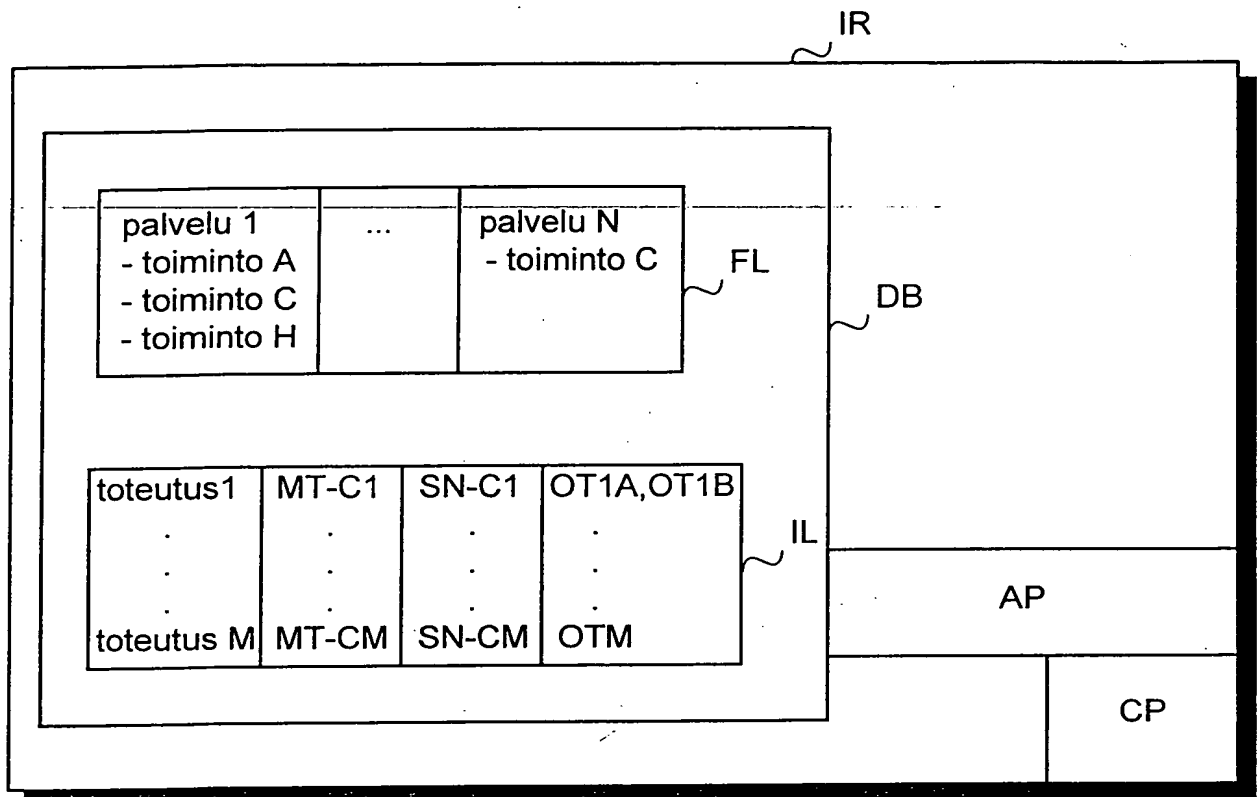 IR
palvelu 1
- toiminto A
- toiminto C
- toiminto H
...
palvelu N
- toiminto C
FL
DB
toteutus1 MT-C1 SN-C1 OT1A,OT1B
. . . .
. . . .
. . . .
toteutus M MT-CM SN-CM OTM
IL
AP
CP